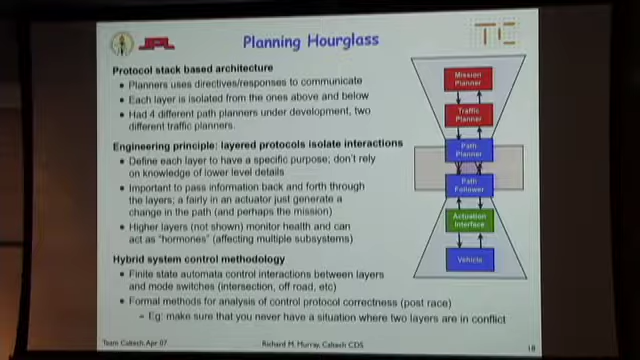 JPL
Planning Hourglass
Protocol stack based architecture
• Planners uses directives/responses to communicate
• Each layer is isolated from the ones above and below
• Had 4 different path planners under development, two
different traffic planners.
Engineering principle: layered protocols isolate interactions
• Define each layer to have a specific purpose; don't rely
on knowledge of lower level details
• Important to pass information back and forth through
the layers; a fairly in an actuator just generate a
change in the path (and perhaps the mission)
• Higher layers (not shown) monitor health and can
act as "hormones" (affecting multiple subsystems)
Hybrid system control methodology
• Finite state automata control interactions between layers
and mode switches (intersection, off road, etc)
• Formal methods for analysis of control protocol correctness (post race)
– Eg: make sure that you never have a situation where two layers are in conflict
Mission
Planner
Traffic
Planner
Path
Planner
Path
Follower
Actuation
Interface
Vehicle
Team Caltech, Apr 07
Richard M. Murray, Caltech CDS
18